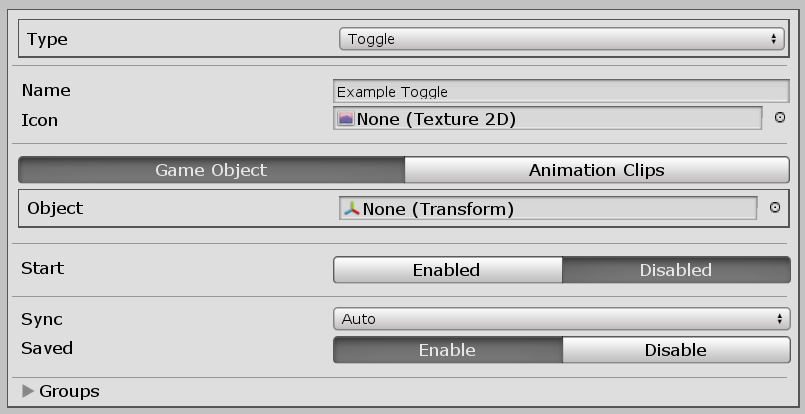 Type Toggle
Name Example Toggle
Icon None (Texture 2D)
Game Object Animation Clips
Object None (Transform)
Start Enabled Disabled
Sync Auto
Saved Enable Disable
Groups